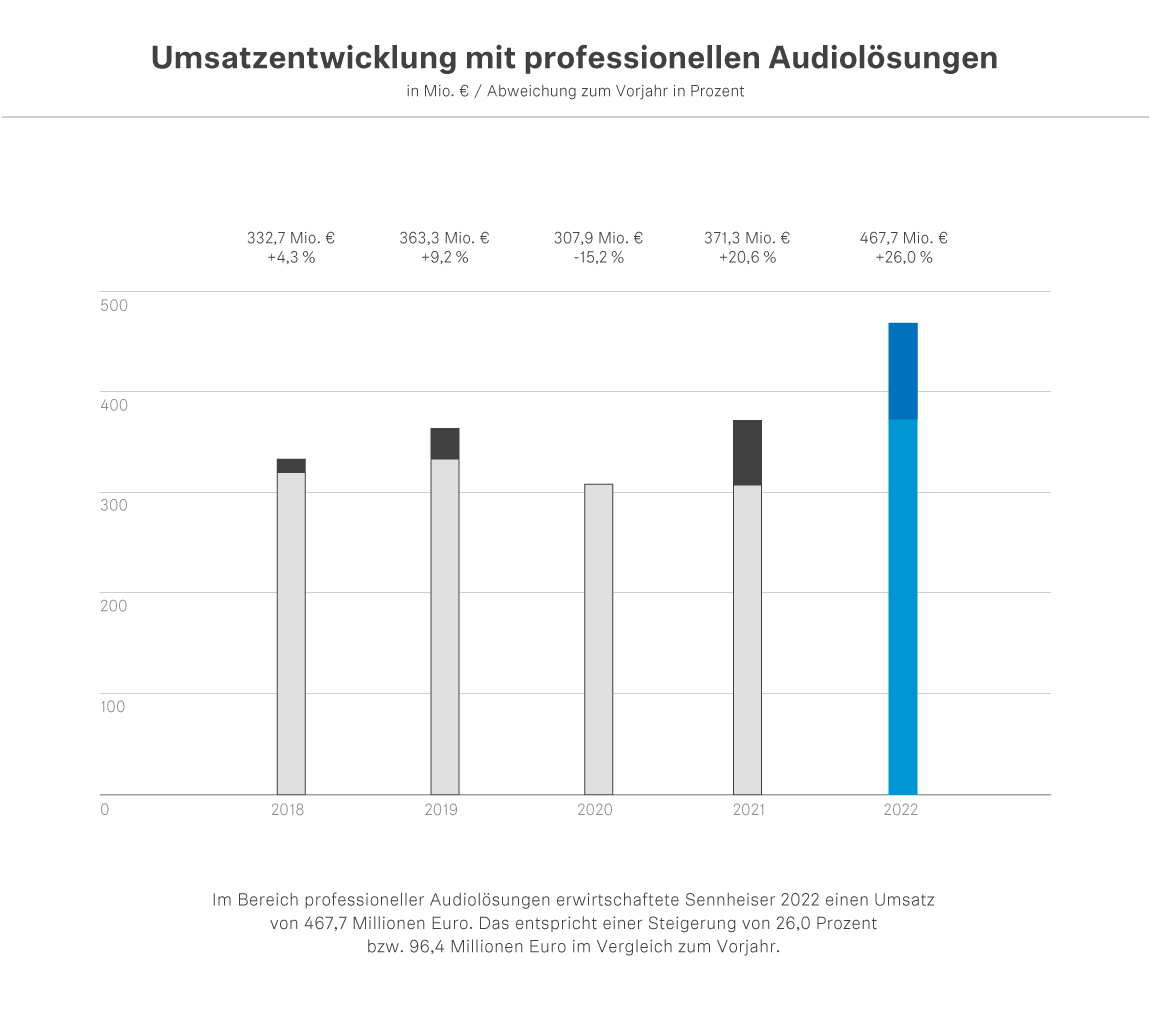 Umsatzentwicklung mit professionellen Audiolösungen
in Mio. € / Abweichung zum Vorjahr in Prozent
332,7 Mio. € 363,3 Mio. € 307,9 Mio. € 371,3 Mio. € 467,7 Mio. €
+4,3 % +9,2 % -15,2 % +20,6 % +26,0 %
500
400
300
200
100
0 2018 2019 2020 2021 2022
Im Bereich professioneller Audiolösungen erwirtschaftete Sennheiser 2022 einen Umsatz
von 467,7 Millionen Euro. Das entspricht einer Steigerung von 26,0 Prozent
bzw. 96,4 Millionen Euro im Vergleich zum Vorjahr.